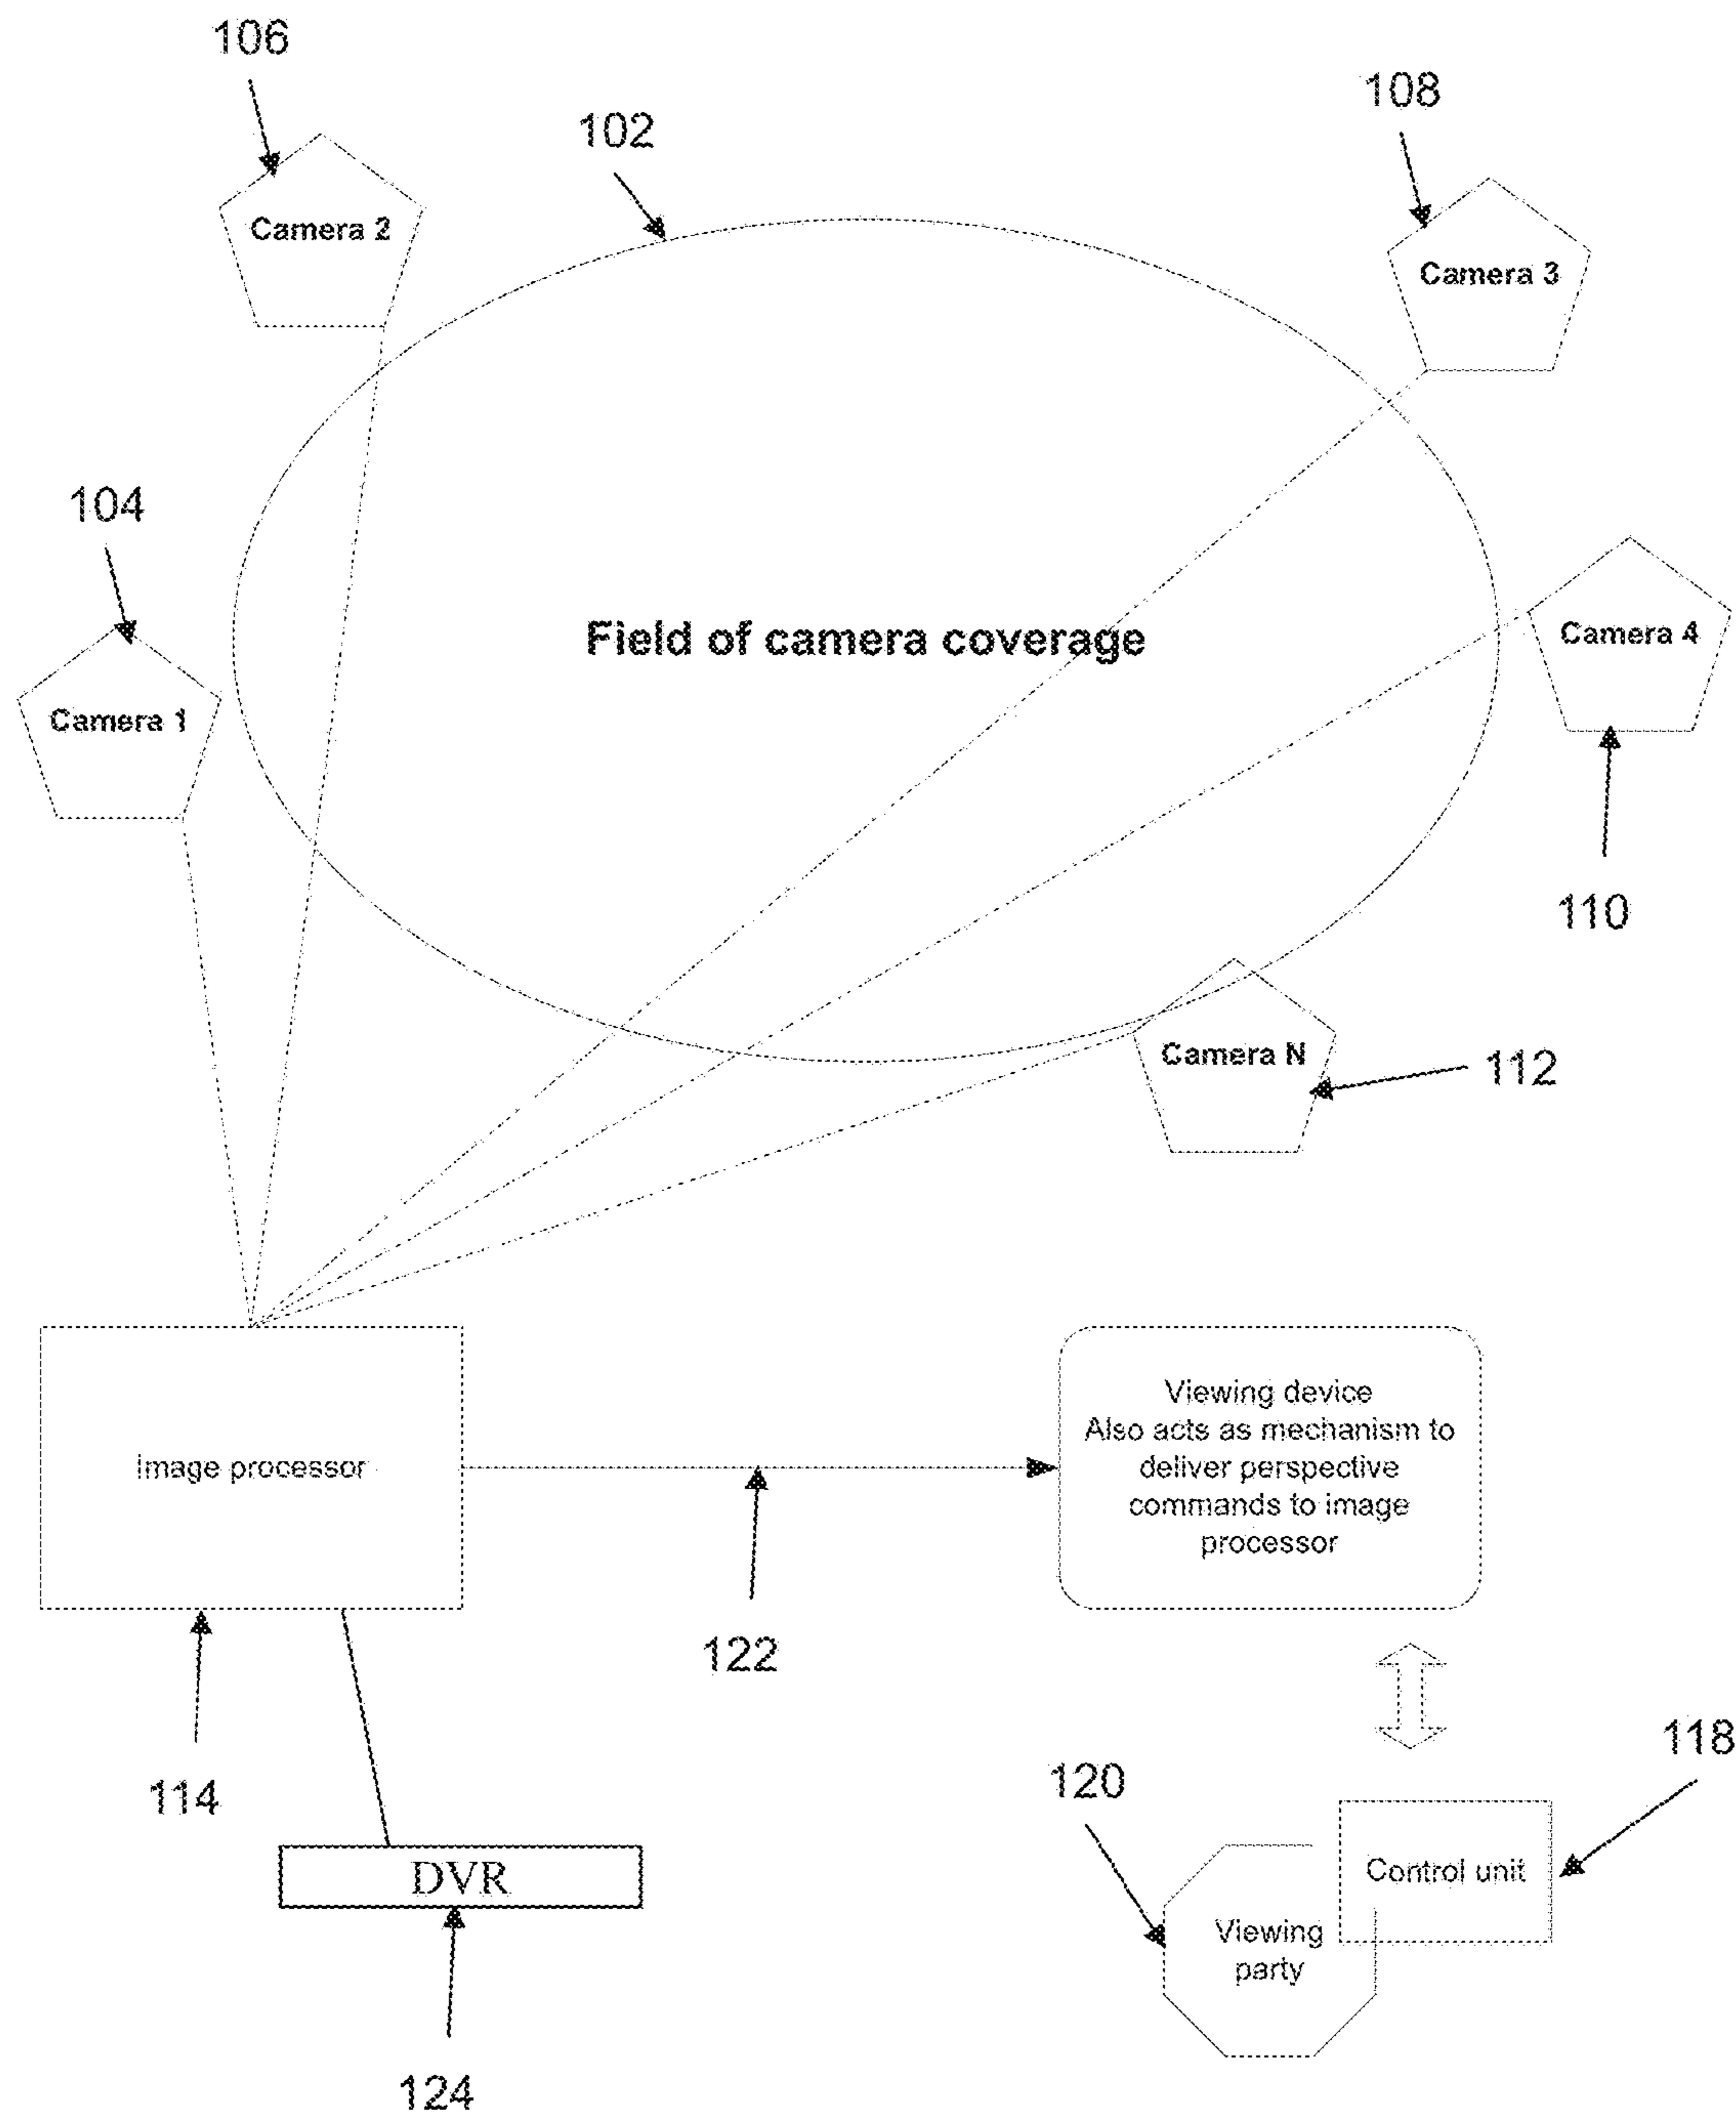 106
108
102
Camera 2
Camera 3
104
Field of camera coverage
Camera 4
Camera 1
110
Camera N
112
Image processor
Viewing device
Also acts as mechanism to
deliver perspective
commands to image
processor
122
114
118
120
Control unit
DVR
Viewing
party
124